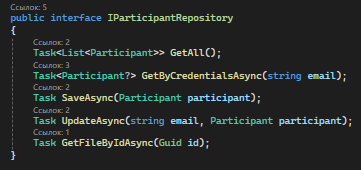 Ссылок: 5
public interface IParticipantRepository
{
Ссылок: 2
Task<List<Participant>> GetAll();
Ссылок: 3
Task<Participant?> GetByCredentialsAsync(string email);
Ссылок: 2
Task SaveAsync(Participant participant);
Ссылок: 2
Task UpdateAsync(string email, Participant participant);
Ссылок: 1
Task GetFileByIdAsync(Guid id);
}